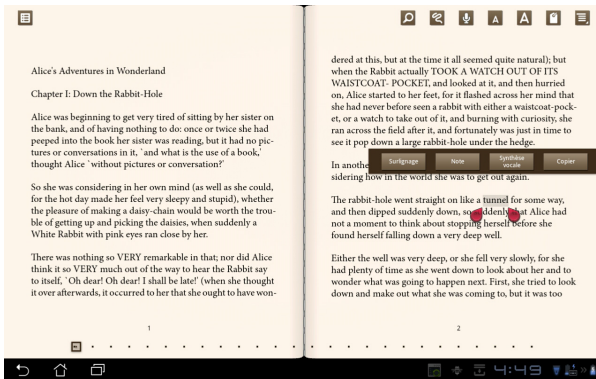 Alice's Adventures in Wonderland
Chapter I: Down the Rabbit-Hole
Alice was beginning to get very tired of sitting by her sister on
the bank, and of having nothing to do: once or twice she had
peeped into the book her sister was reading, but it had no pic-
tures or conversations in it, `and what is the use of a book,'
thought Alice `without pictures or conversation?'
So she was considering in her own mind (as well as she could,
for the hot day made her feel very sleepy and stupid), whether
the pleasure of making a daisy-chain would be worth the trou-
ble of getting up and picking the daisies, when suddenly a
White Rabbit with pink eyes ran close by her.
There was nothing so VERY remarkable in that; nor did Alice
think it so VERY much out of the way to hear the Rabbit say
to itself, `Oh dear! Oh dear! I shall be late!' (when she thought
it over afterwards, it occurred to her that she ought to have won-
1
A A
dered at this, but at the time it all seemed quite natural); but
when the Rabbit actually TOOK A WATCH OUT OF ITS
WAISTCOAT- POCKET, and looked at it, and then hurried
on, Alice started to her feet, for it flashed across her mind that
she had never before seen a rabbit with either a waistcoat-pock-
et, or a watch to take out of it, and burning with curiosity, she
ran across the field after it, and fortunately was just in time to
see it pop down a large rabbit-hole under the hedge.
Surlignage Note Synthèse vocale Copier
In anothe
sidering how in the world she was to get out again.
The rabbit-hole went straight on like a tunnel for some way,
and then dipped suddenly down, so suddenly that Alice had
not a moment to think about stopping herself before she
found herself falling down a very deep well.
Either the well was very deep, or she fell very slowly, for she
had plenty of time as she went down to look about her and to
wonder what was going to happen next. First, she tried to look
down and make out what she was coming to, but it was too
2
4:49